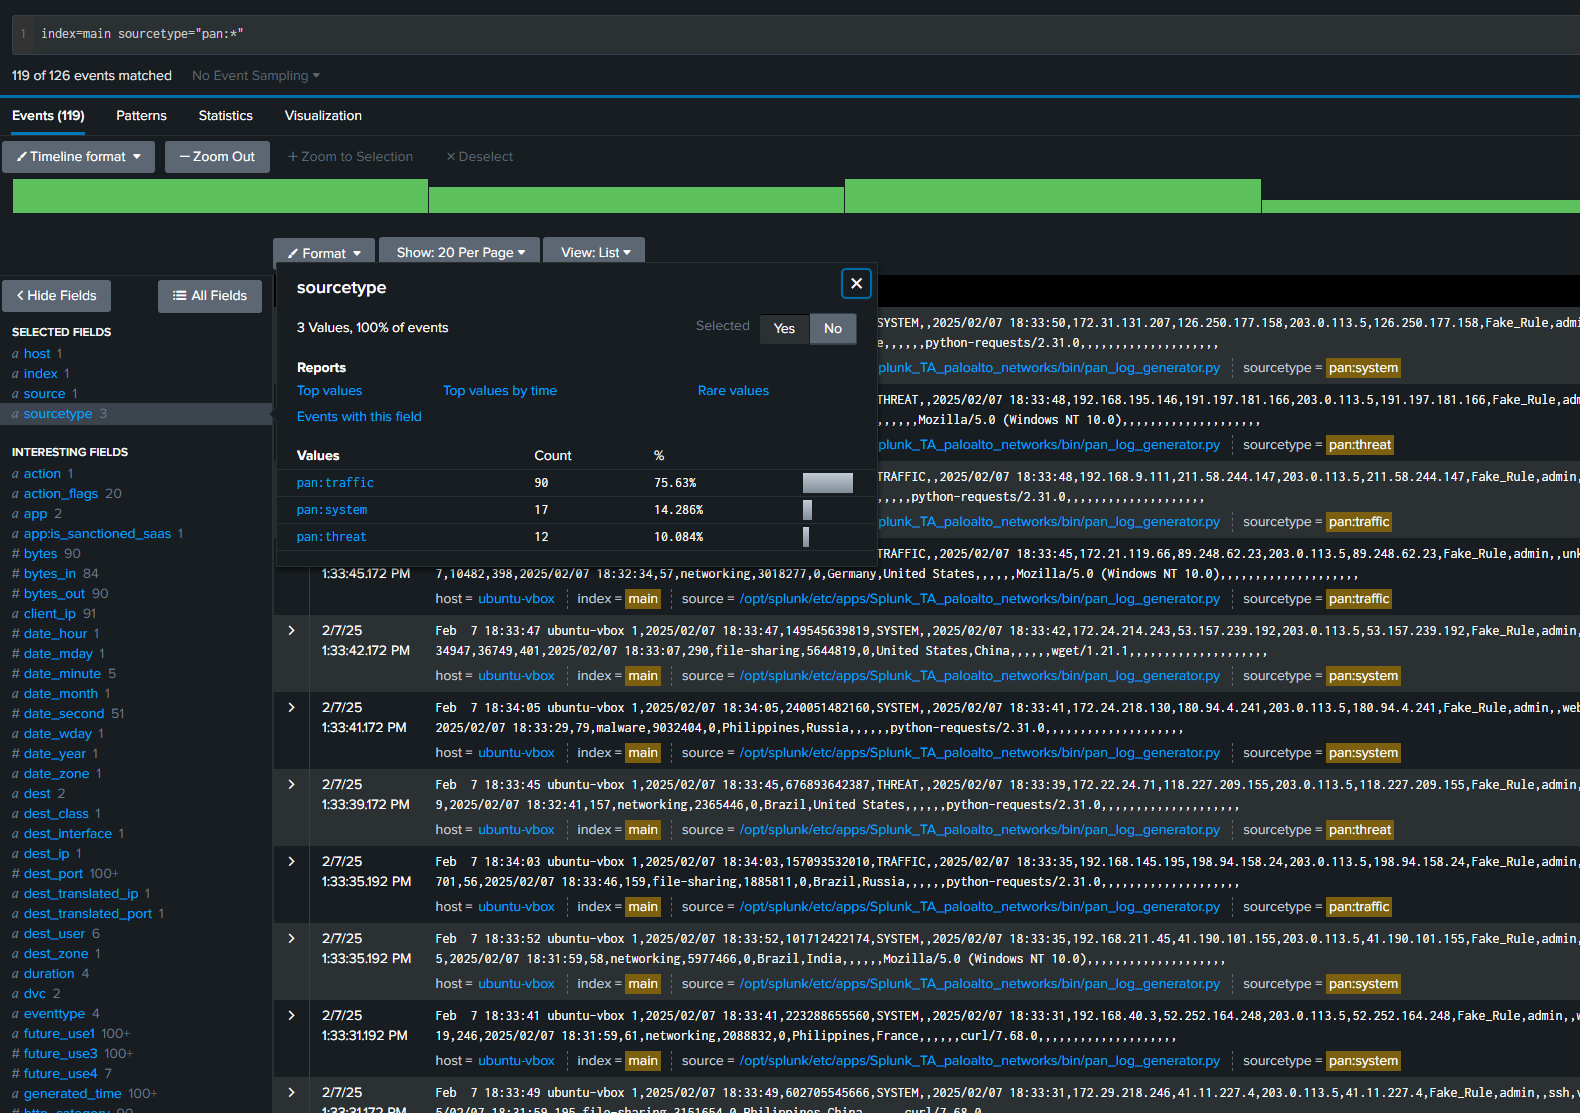 1 index=main sourcetype="pan:*"
119 of 126 events matched No Event Sampling
Events (119) Patterns Statistics Visualization
Timeline format — Zoom Out + Zoom to Selection × Deselect
Format Show: 20 Per Page View: List
Hide Fields All Fields
SELECTED FIELDS
a host 1
a index 1
a source 1
a sourcetype 3
INTERESTING FIELDS
a action 1
a action_flags 20
a app 2
a app:is_sanctioned_saas 1
# bytes 90
# bytes_in 84
# bytes_out 90
a client_ip 91
# date_hour 1
# date_mday 1
# date_minute 5
a date_month 1
# date_second 51
a date_wday 1
# date_year 1
a date_zone 1
a dest 2
a dest_class 1
a dest_interface 1
a dest_ip 1
# dest_port 100+
a dest_translated_ip 1
# dest_translated_port 1
a dest_user 6
a dest_zone 1
a duration 4
a dvc 2
a eventtype 4
# future_use1 100+
# future_use3 100+
# future_use4 7
a generated_time 100+
a http_category 90
sourcetype
3 Values, 100% of events Selected Yes No
Reports
Top values Top values by time Rare values
Events with this field
Values Count %
pan:traffic 90 75.63%
pan:system 17 14.286%
pan:threat 12 10.084%
SYSTEM,,2025/02/07 18:33:50,172.31.131.207,126.250.177.158,203.0.113.5,126.250.177.158,Fake_Rule,admi
e,,,,,,python-requests/2.31.0,,,,,,,,,,,,,,,,,,,,
plunk_TA_paloalto_networks/bin/pan_log_generator.py sourcetype = pan:system
THREAT,,2025/02/07 18:33:48,192.168.195.146,191.197.181.166,203.0.113.5,191.197.181.166,Fake_Rule,adm
,,,,,,Mozilla/5.0 (Windows NT 10.0),,,,,,,,,,,,,,,,,,,,
plunk_TA_paloalto_networks/bin/pan_log_generator.py sourcetype = pan:threat
TRAFFIC,,2025/02/07 18:33:48,192.168.9.111,211.58.244.147,203.0.113.5,211.58.244.147,Fake_Rule,admin,
,,,,,python-requests/2.31.0,,,,,,,,,,,,,,,,,,,,
plunk_TA_paloalto_networks/bin/pan_log_generator.py sourcetype = pan:traffic
TRAFFIC,,2025/02/07 18:33:45,172.21.119.66,89.248.62.23,203.0.113.5,89.248.62.23,Fake_Rule,admin,,unk
1:33:45.172 PM 7,10482,398,2025/02/07 18:32:34,57,networking,3018277,0,Germany,United States,,,,,,Mozilla/5.0 (Windows NT 10.0),,,,,,,,,,,,,,,,,,,,
host = ubuntu-vbox index = main source = /opt/splunk/etc/apps/Splunk_TA_paloalto_networks/bin/pan_log_generator.py sourcetype = pan:traffic
2/7/25 Feb 7 18:33:47 ubuntu-vbox 1,2025/02/07 18:33:47,149545639819,SYSTEM,,2025/02/07 18:33:42,172.24.214.243,53.157.239.192,203.0.113.5,53.157.239.192,Fake_Rule,admin,
1:33:42.172 PM 34947,36749,401,2025/02/07 18:33:07,290,file-sharing,5644819,0,United States,China,,,,,,wget/1.21.1,,,,,,,,,,,,,,,,,,,,
host = ubuntu-vbox index = main source = /opt/splunk/etc/apps/Splunk_TA_paloalto_networks/bin/pan_log_generator.py sourcetype = pan:system
2/7/25 Feb 7 18:34:05 ubuntu-vbox 1,2025/02/07 18:34:05,240051482160,SYSTEM,,2025/02/07 18:33:41,172.24.218.130,180.94.4.241,203.0.113.5,180.94.4.241,Fake_Rule,admin,,web
1:33:41.172 PM 2025/02/07 18:33:29,79,malware,9032404,0,Philippines,Russia,,,,,,python-requests/2.31.0,,,,,,,,,,,,,,,,,,,,
host = ubuntu-vbox index = main source = /opt/splunk/etc/apps/Splunk_TA_paloalto_networks/bin/pan_log_generator.py sourcetype = pan:system
2/7/25 Feb 7 18:33:45 ubuntu-vbox 1,2025/02/07 18:33:45,676893642387,THREAT,,2025/02/07 18:33:39,172.22.24.71,118.227.209.155,203.0.113.5,118.227.209.155,Fake_Rule,admin,
1:33:39.172 PM 9,2025/02/07 18:32:41,157,networking,2365446,0,Brazil,United States,,,,,,python-requests/2.31.0,,,,,,,,,,,,,,,,,,,,
host = ubuntu-vbox index = main source = /opt/splunk/etc/apps/Splunk_TA_paloalto_networks/bin/pan_log_generator.py sourcetype = pan:threat
2/7/25 Feb 7 18:34:03 ubuntu-vbox 1,2025/02/07 18:34:03,157093532010,TRAFFIC,,2025/02/07 18:33:35,192.168.145.195,198.94.158.24,203.0.113.5,198.94.158.24,Fake_Rule,admin,
1:33:35.192 PM 701,56,2025/02/07 18:33:46,159,file-sharing,1885811,0,Brazil,Russia,,,,,,python-requests/2.31.0,,,,,,,,,,,,,,,,,,,,
host = ubuntu-vbox index = main source = /opt/splunk/etc/apps/Splunk_TA_paloalto_networks/bin/pan_log_generator.py sourcetype = pan:traffic
2/7/25 Feb 7 18:33:52 ubuntu-vbox 1,2025/02/07 18:33:52,101712422174,SYSTEM,,2025/02/07 18:33:35,192.168.211.45,41.190.101.155,203.0.113.5,41.190.101.155,Fake_Rule,admin,
1:33:35.192 PM 5,2025/02/07 18:31:59,58,networking,5977466,0,Brazil,India,,,,,,Mozilla/5.0 (Windows NT 10.0),,,,,,,,,,,,,,,,,,,,
host = ubuntu-vbox index = main source = /opt/splunk/etc/apps/Splunk_TA_paloalto_networks/bin/pan_log_generator.py sourcetype = pan:system
2/7/25 Feb 7 18:33:41 ubuntu-vbox 1,2025/02/07 18:33:41,223288655560,SYSTEM,,2025/02/07 18:33:31,192.168.40.3,52.252.164.248,203.0.113.5,52.252.164.248,Fake_Rule,admin,,w
1:33:31.192 PM 19,246,2025/02/07 18:31:59,61,networking,2088832,0,Philippines,France,,,,,,curl/7.68.0,,,,,,,,,,,,,,,,,,,,
host = ubuntu-vbox index = main source = /opt/splunk/etc/apps/Splunk_TA_paloalto_networks/bin/pan_log_generator.py sourcetype = pan:system
2/7/25 Feb 7 18:33:49 ubuntu-vbox 1,2025/02/07 18:33:49,602705545666,SYSTEM,,2025/02/07 18:33:31,172.29.218.246,41.11.227.4,203.0.113.5,41.11.227.4,Fake_Rule,admin,,ssh,v
1:33:31.172 PM 5/02/07 18:31:59,195,file-sharing,3151654,0,Philippines,China,,,,,,curl/7.68.0